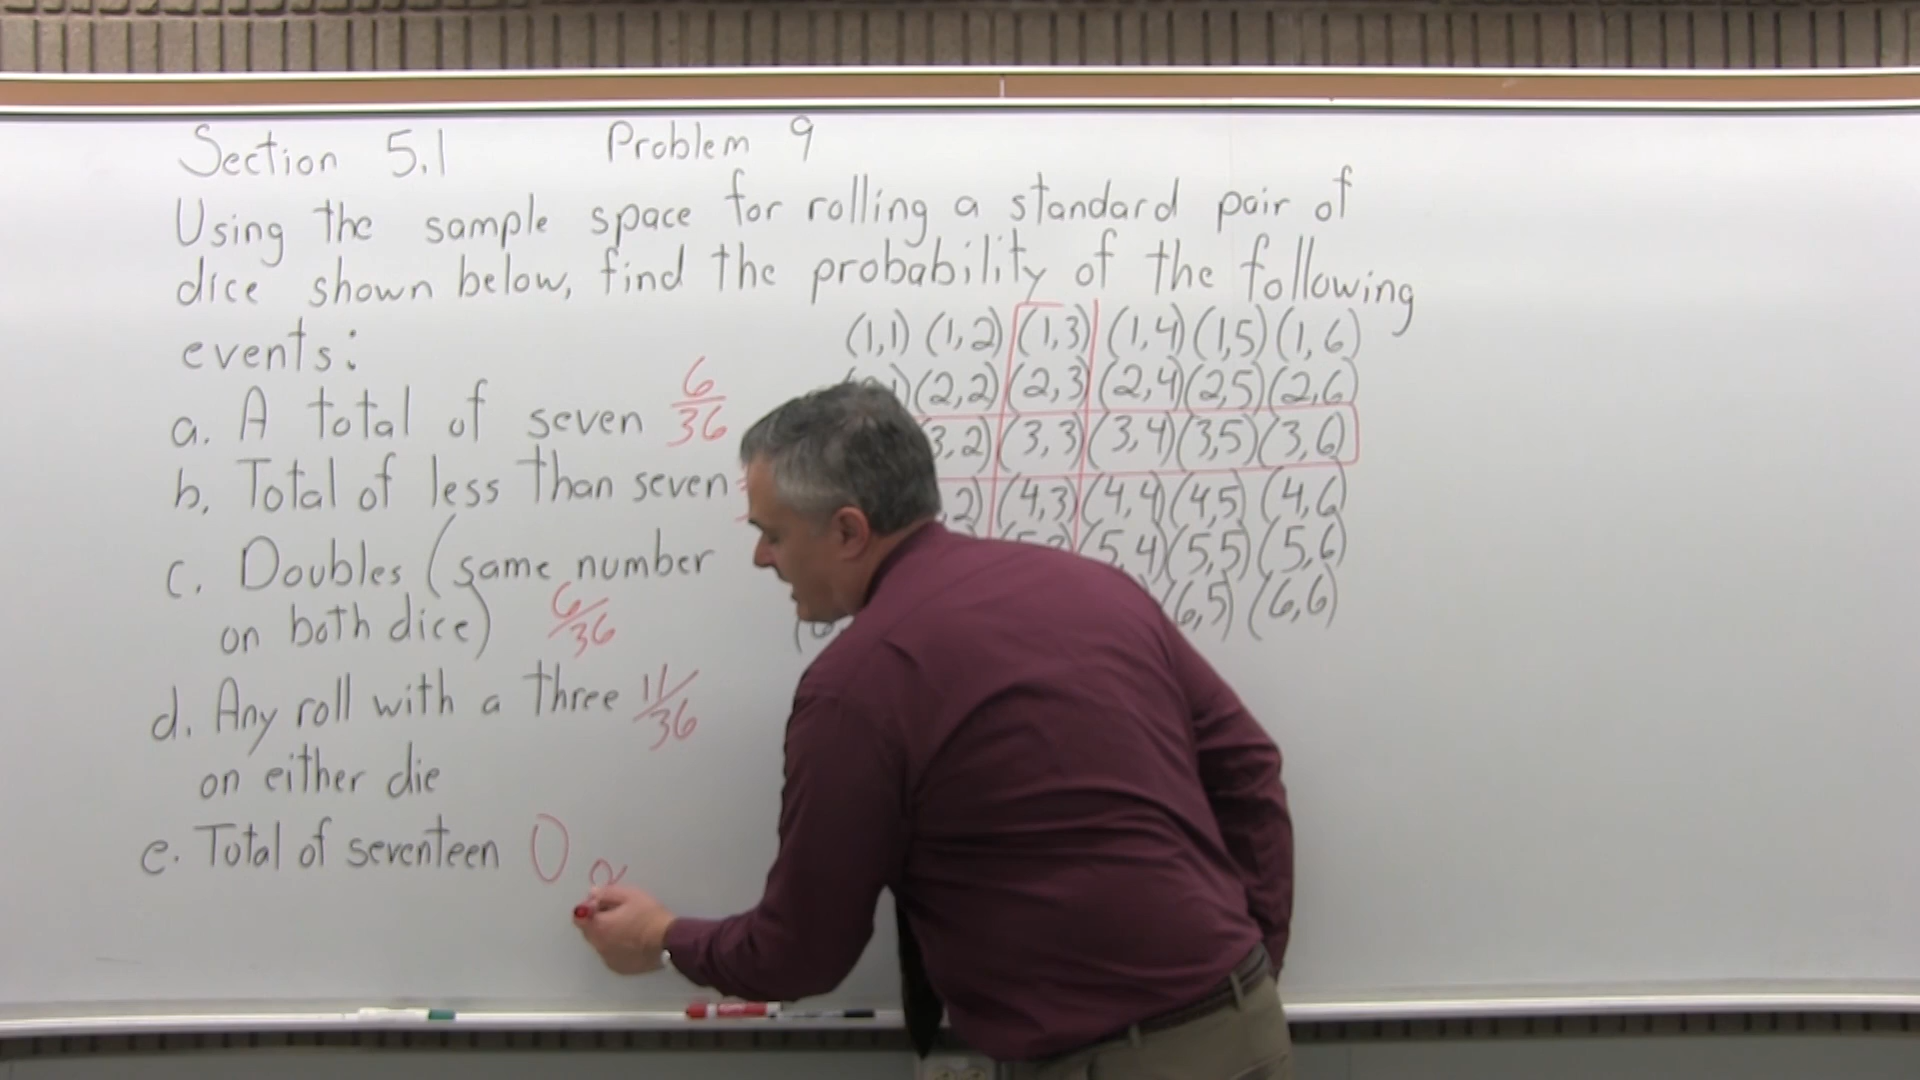 Section 5.1 Problem 9
Using the sample space for rolling a standard pair of
dice shown below, find the probability of the following
events:
a. A total of seven 6/36
b. Total of less than seven
c. Doubles (same number
on both dice) 6/36
d. Any roll with a three 11/36
on either die
e. Total of seventeen 0
(1,1) (1,2) (1,3) (1,4) (1,5) (1,6)
(2,2) (2,3) (2,4) (2,5) (2,6)
3,2) (3,3) (3,4) (3,5) (3,6)
2) (4,3) (4,4) (4,5) (4,6)
(5,4) (5,5) (5,6)
6,5) (6,6)